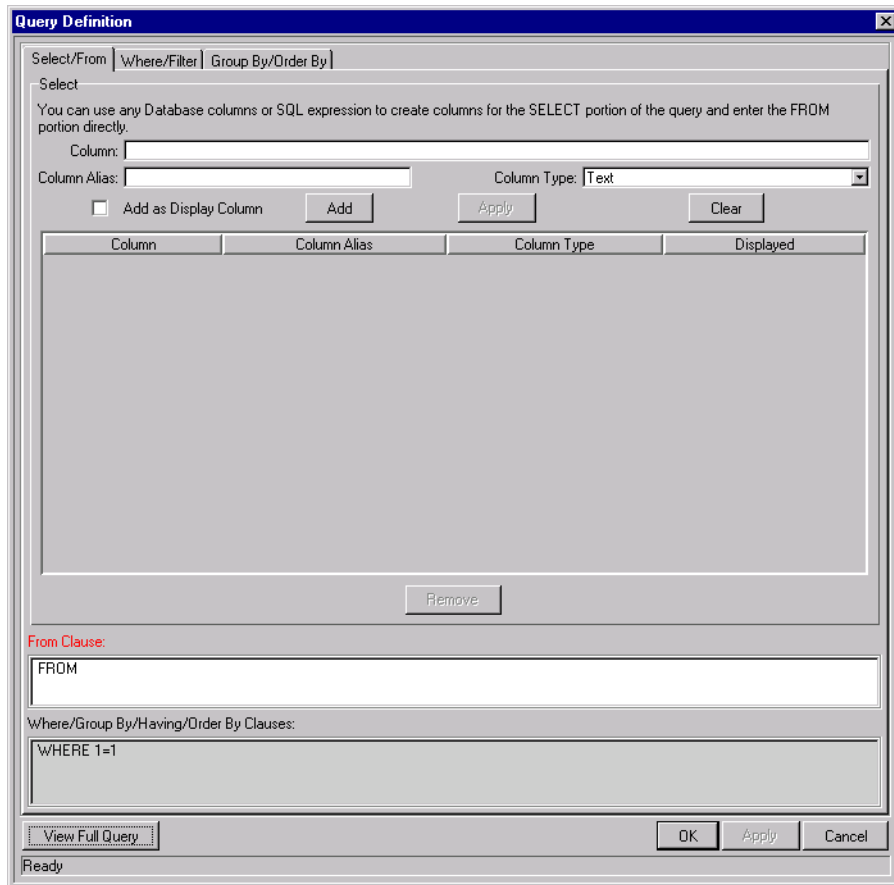 Query Definition
Select/From Where/Filter Group By/Order By
Select
You can use any Database columns or SQL expression to create columns for the SELECT portion of the query and enter the FROM
portion directly.
Column:
Column Alias: Column Type: Text
Add as Display Column Add Apply Clear
Column Column Alias Column Type Displayed
Remove
From Clause:
FROM
Where/Group By/Having/Order By Clauses:
WHERE 1=1
View Full Query OK Apply Cancel
Ready